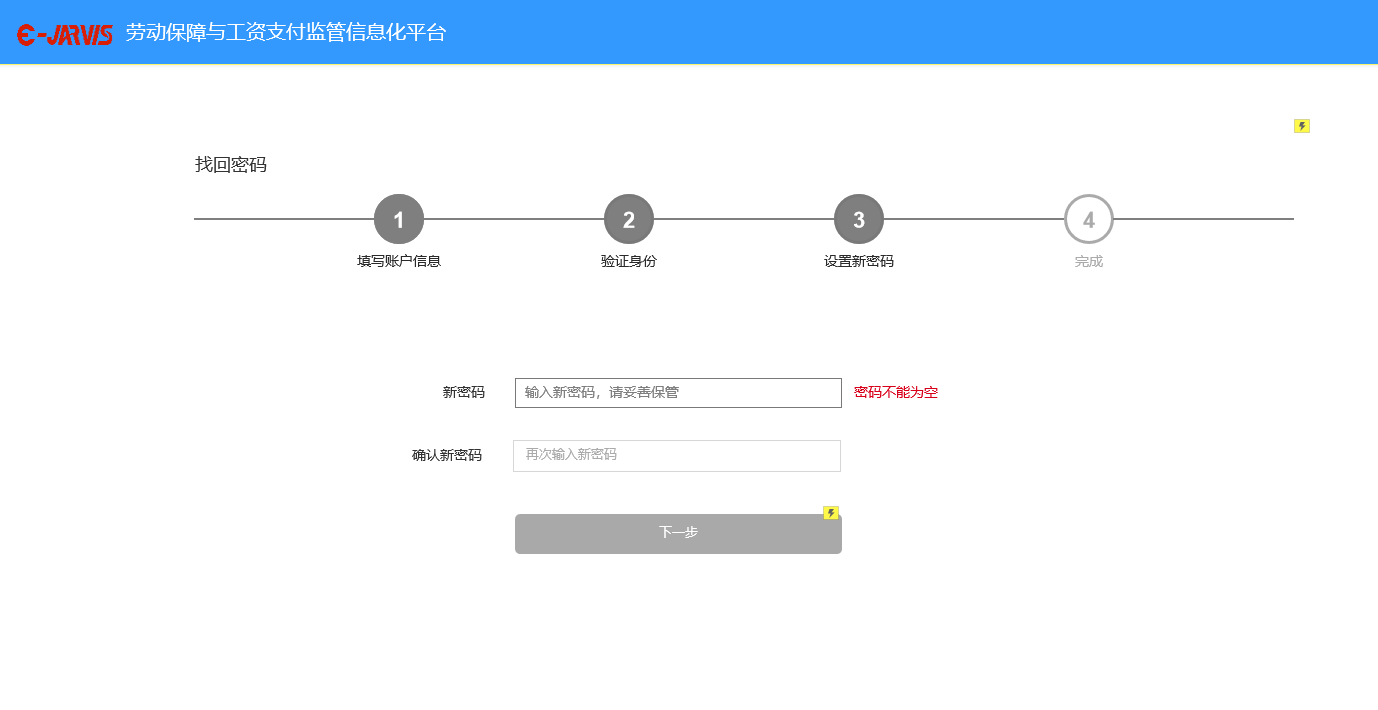 E-JARVIS 劳动保障与工资支付监管信息化平台
找回密码
1 2 3 4
填写账户信息 验证身份 设置新密码 完成
新密码 输入新密码，请妥善保管 密码不能为空
确认新密码 再次输入新密码
下一步